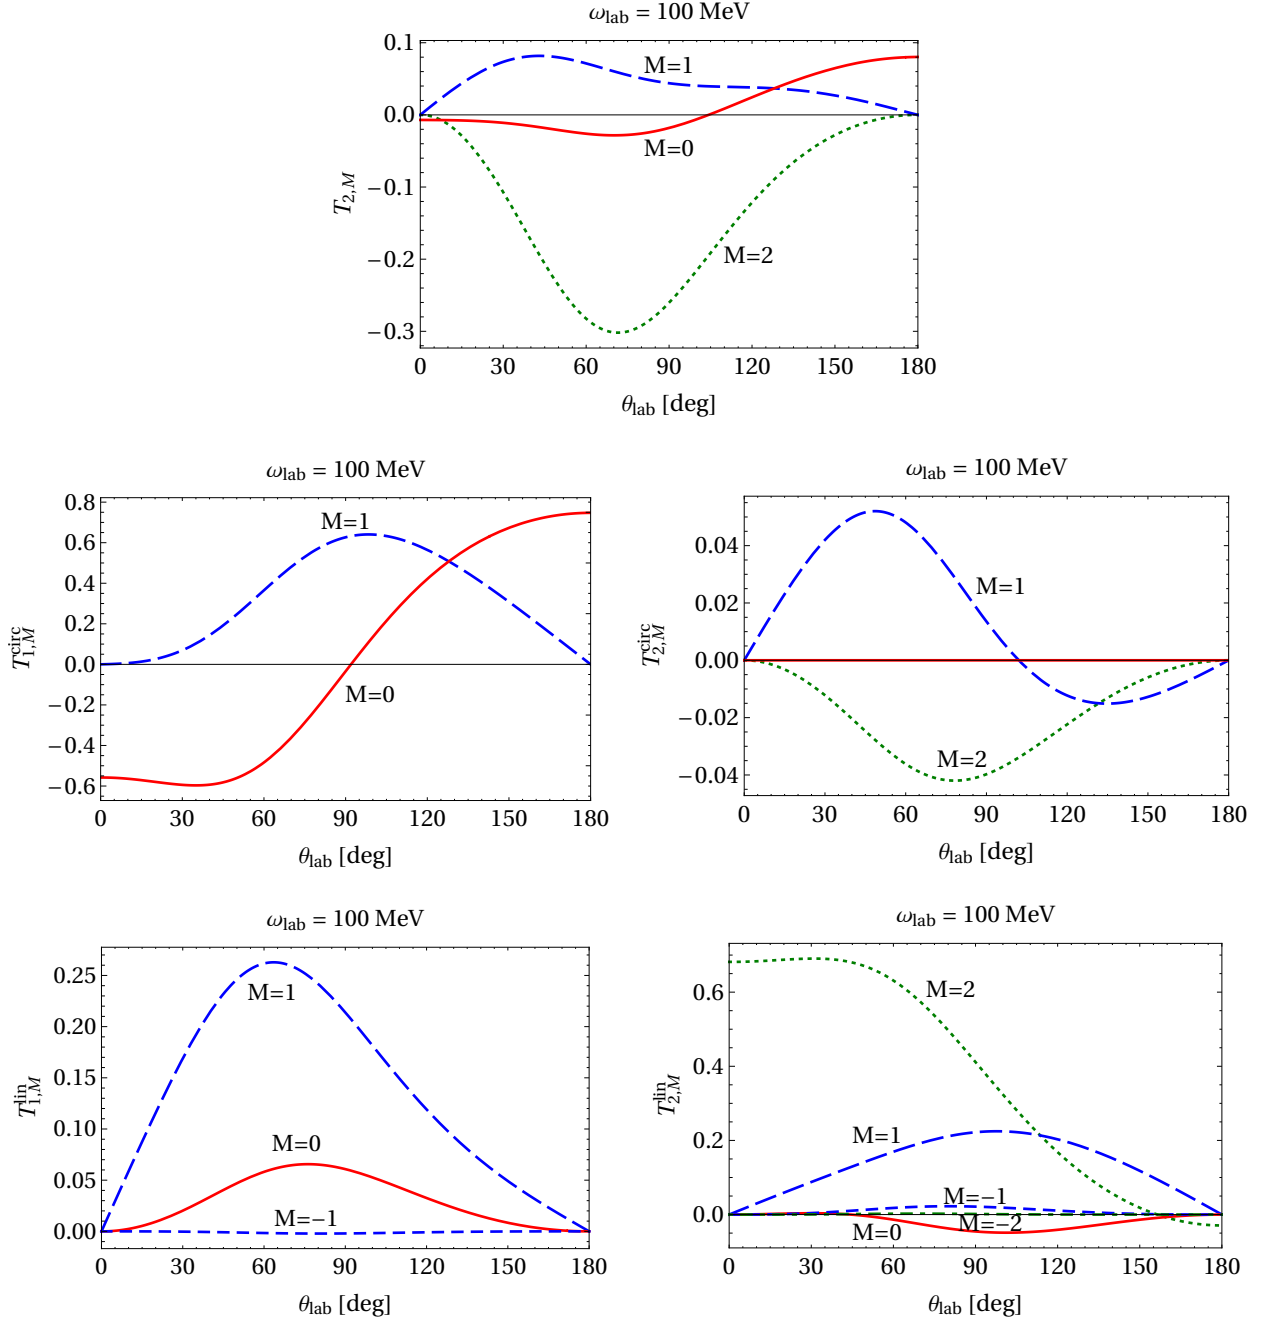 ω_lab = 100 MeV
0.1
0.0
−0.1
−0.2
−0.3
T_{2,M}
M=1
M=0
M=2
0 30 60 90 120 150 180
θ_lab [deg]
ω_lab = 100 MeV
0.8
0.6
0.4
0.2
0.0
−0.2
−0.4
−0.6
T_{1,M}^{circ}
M=1
M=0
0 30 60 90 120 150 180
θ_lab [deg]
ω_lab = 100 MeV
0.04
0.02
0.00
−0.02
−0.04
T_{2,M}^{circ}
M=1
M=2
0 30 60 90 120 150 180
θ_lab [deg]
ω_lab = 100 MeV
0.25
0.20
0.15
0.10
0.05
0.00
T_{1,M}^{lin}
M=1
M=0
M=−1
0 30 60 90 120 150 180
θ_lab [deg]
ω_lab = 100 MeV
0.6
0.4
0.2
0.0
T_{2,M}^{lin}
M=2
M=1
M=−1
M=−2
M=0
0 30 60 90 120 150 180
θ_lab [deg]